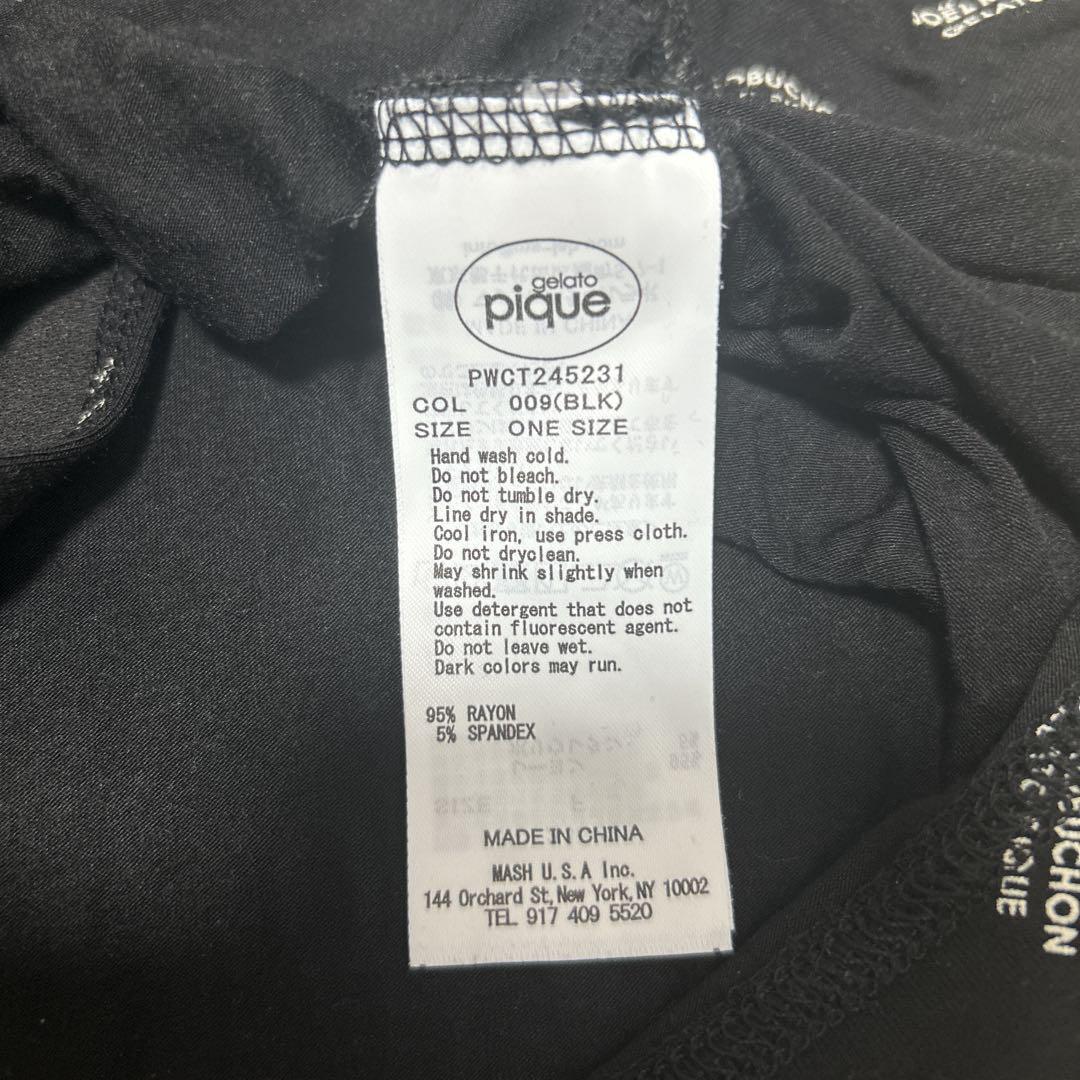 BUCHON
gelato
pique
PWCT245231
COL 009(BLK)
SIZE ONE SIZE
Hand wash cold.
Do not bleach.
Do not tumble dry.
Line dry in shade.
Cool iron, use press cloth.
Do not dryclean.
May shrink slightly when
washed.
Use detergent that does not
contain fluorescent agent.
Do not leave wet.
Dark colors may run.
95% RAYON
5% SPANDEX
MADE IN CHINA
MASH U.S.A Inc.
144 Orchard St, New York, NY 10002
TEL 917 409 5520
UCHON